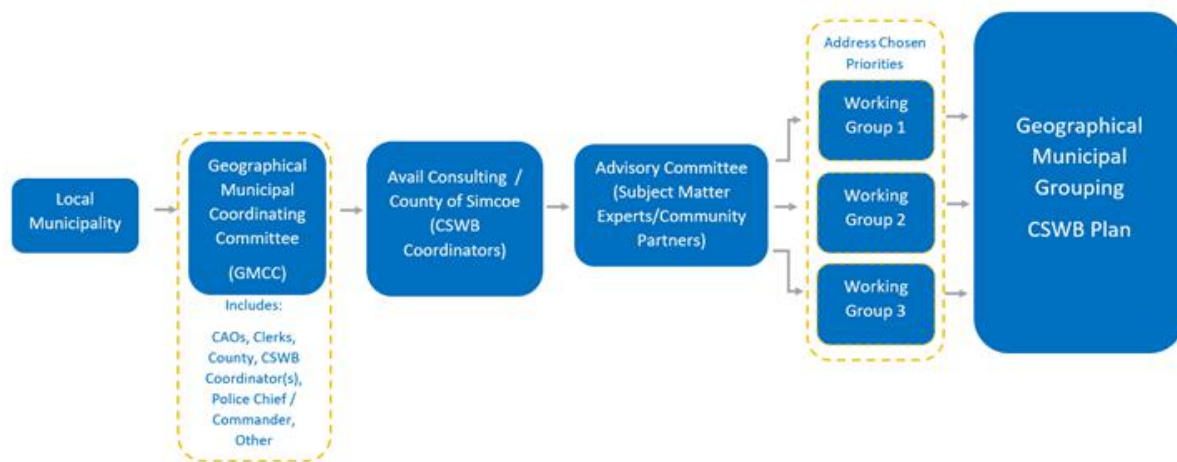 Local
Municipality
Geographical
Municipal
Coordinating
Committee
(GMCC)
Includes:
CAOs, Clerks,
County, CSWB
Coordinator(s),
Police Chief /
Commander,
Other
Avail Consulting /
County of Simcoe
(CSWB
Coordinators)
Advisory Committee
(Subject Matter
Experts/Community
Partners)
Address Chosen
Priorities
Working
Group 1
Working
Group 2
Working
Group 3
Geographical
Municipal
Grouping
CSWB Plan